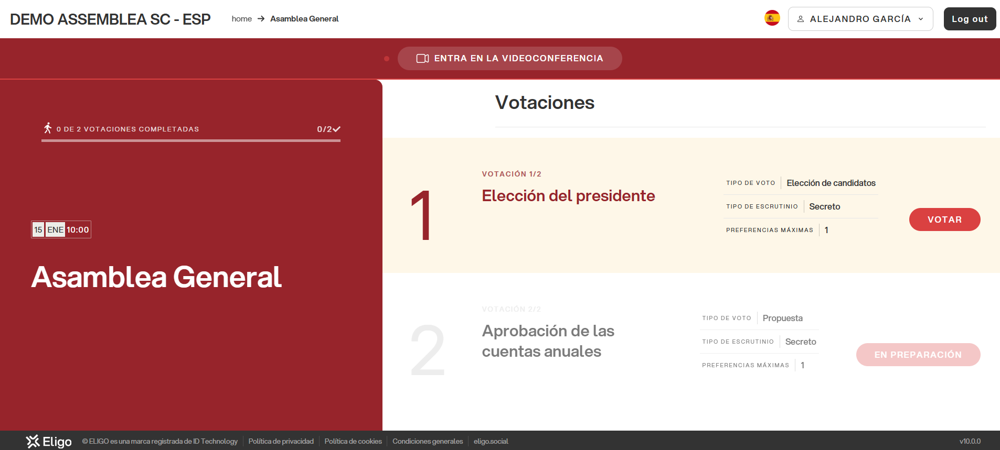 DEMO ASSEMBLEA SC - ESP
home → Asamblea General
ALEJANDRO GARCÍA
Log out
ENTRA EN LA VIDEOCONFERENCIA
0 DE 2 VOTACIONES COMPLETADAS
0/2
15 ENE 10:00
Asamblea General
Votaciones
1
VOTACIÓN 1/2
Elección del presidente
TIPO DE VOTO Elección de candidatos
TIPO DE ESCRUTINIO Secreto
PREFERENCIAS MÁXIMAS 1
VOTAR
2
VOTACIÓN 2/2
Aprobación de las
cuentas anuales
TIPO DE VOTO Propuesta
TIPO DE ESCRUTINIO Secreto
PREFERENCIAS MÁXIMAS 1
EN PREPARACIÓN
Eligo
© ELIGO es una marca registrada de ID Technology
Política de privacidad
Política de cookies
Condiciones generales
eligo.social
v10.0.0